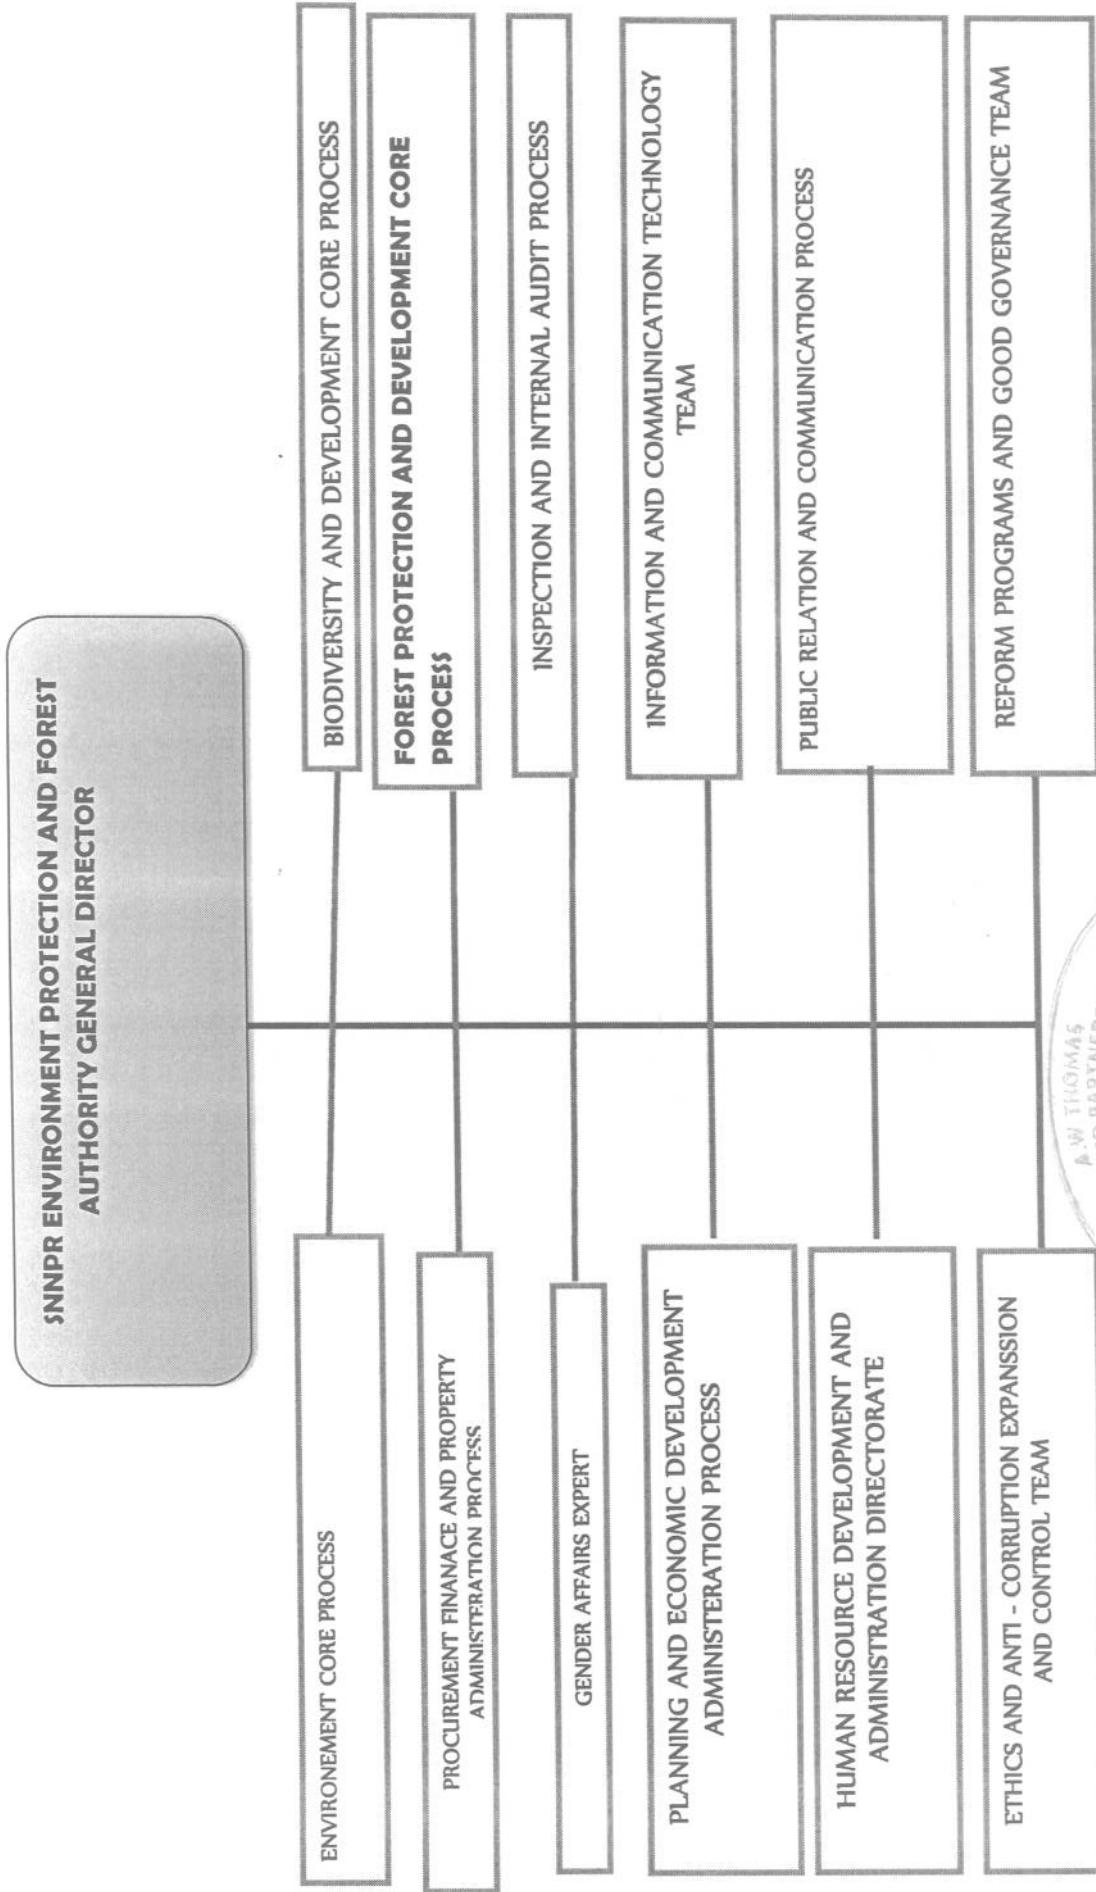 SNNPR ENVIRONMENT PROTECTION AND FOREST
AUTHORITY GENERAL DIRECTOR
ENVIRONEMENT CORE PROCESS
BIODIVERSITY AND DEVELOPMENT CORE PROCESS
PROCUREMENT FINANACE AND PROPERTY
ADMINISTERATION PROCESS
FOREST PROTECTION AND DEVELOPMENT CORE
PROCESS
GENDER AFFAIRS EXPERT
INSPECTION AND INTERNAL AUDIT PROCESS
PLANNING AND ECONOMIC DEVELOPMENT
ADMINISTERATION PROCESS
INFORMATION AND COMMUNICATION TECHNOLOGY
TEAM
HUMAN RESOURCE DEVELOPMENT AND
ADMINISTRATION DIRECTORATE
PUBLIC RELATION AND COMMUNICATION PROCESS
ETHICS AND ANTI - CORRUPTION EXPANSSION
AND CONTROL TEAM
REFORM PROGRAMS AND GOOD GOVERNANCE TEAM
A.W THOMAS